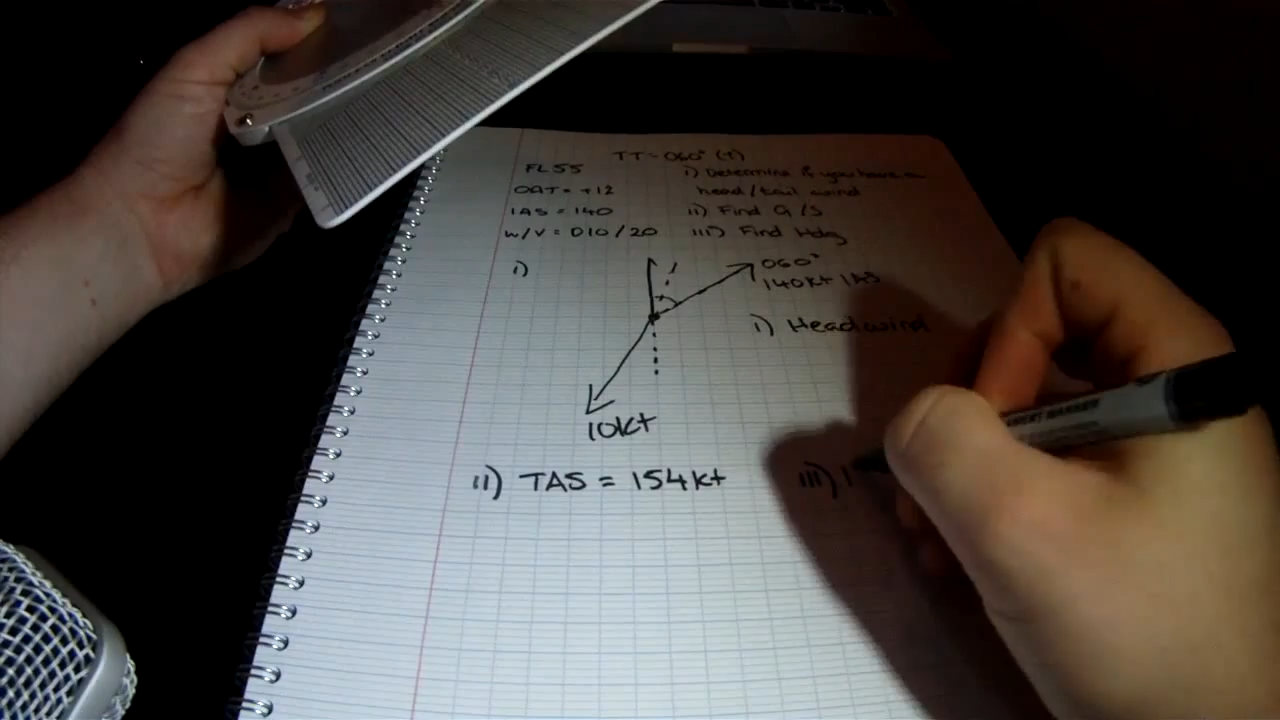 TT=060° (T)
FL55
OAT= +12
IAS = 140
W/V = 010/20
i) Determine if you have a
head/tail wind
ii) Find G/S
iii) Find Hdg
i)
060°
140kt IAS
i) Headwind
10kt
ii) TAS = 154kt
iii)